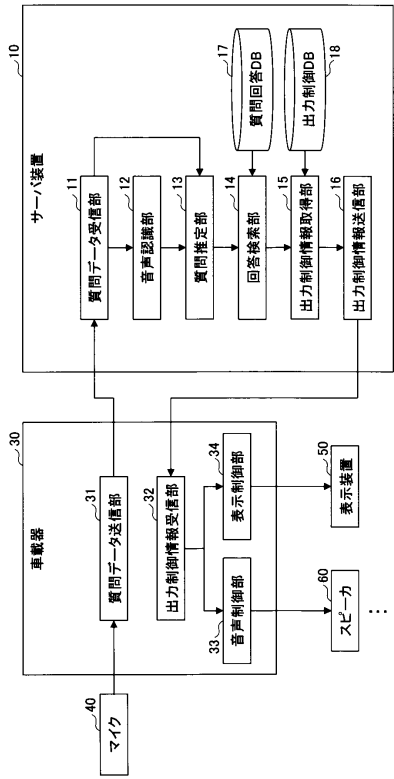 10
サーバ装置
11
質問データ受信部
12
音声認識部
13
質問推定部
14
回答検索部
15
出力制御情報取得部
16
出力制御情報送信部
17
質問回答DB
18
出力制御DB
30
車載器
31
質問データ送信部
32
出力制御情報受信部
33
音声制御部
34
表示制御部
40
マイク
50
表示装置
60
スピーカ
…